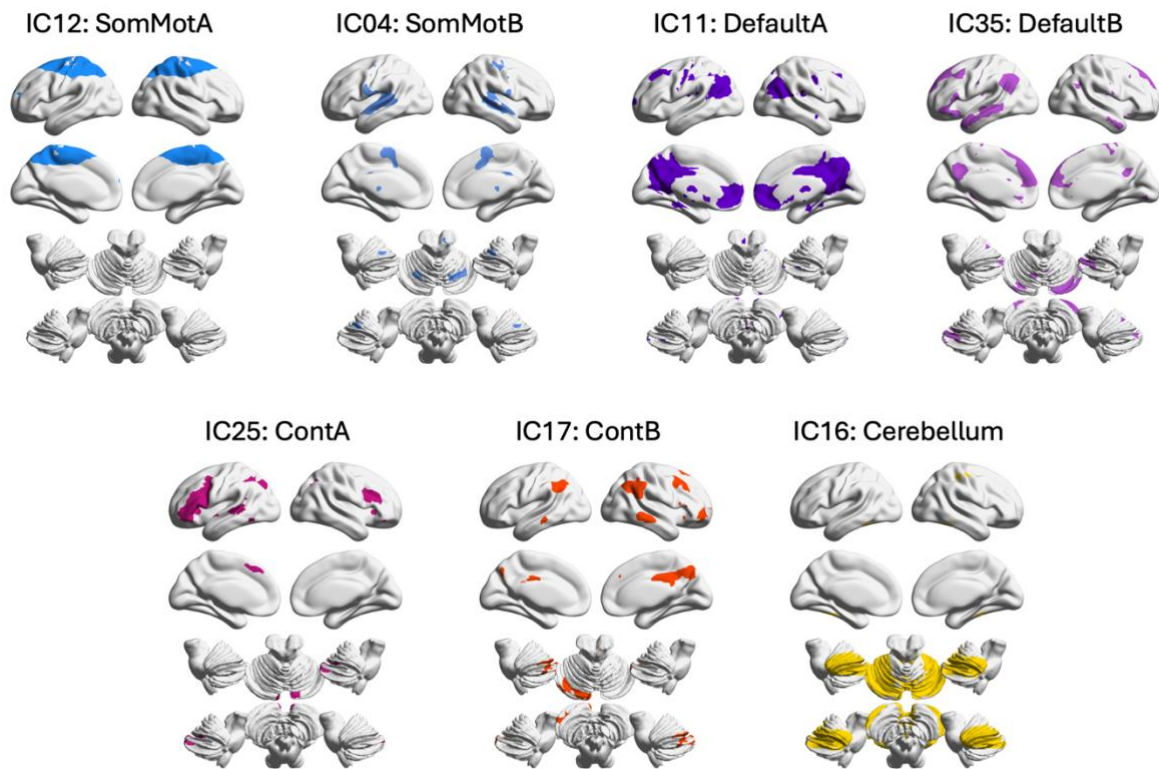 IC12: SomMotA
IC04: SomMotB
IC11: DefaultA
IC35: DefaultB
IC25: ContA
IC17: ContB
IC16: Cerebellum